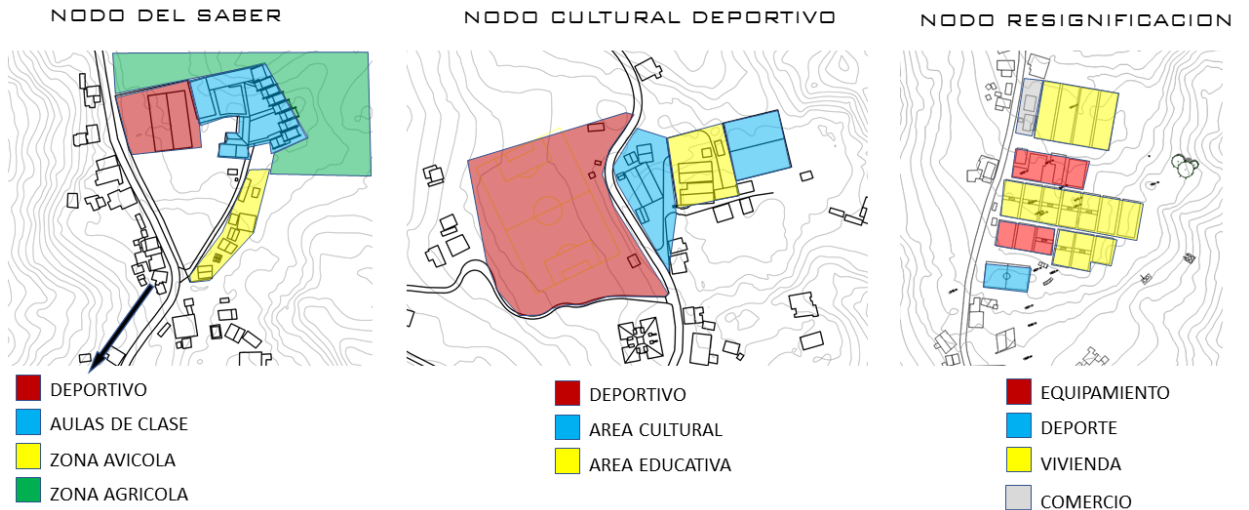 NODO DEL SABER
NODO CULTURAL DEPORTIVO
NODO RESIGNIFICACION
DEPORTIVO
AULAS DE CLASE
ZONA AVICOLA
ZONA AGRICOLA
DEPORTIVO
AREA CULTURAL
AREA EDUCATIVA
EQUIPAMIENTO
DEPORTE
VIVIENDA
COMERCIO